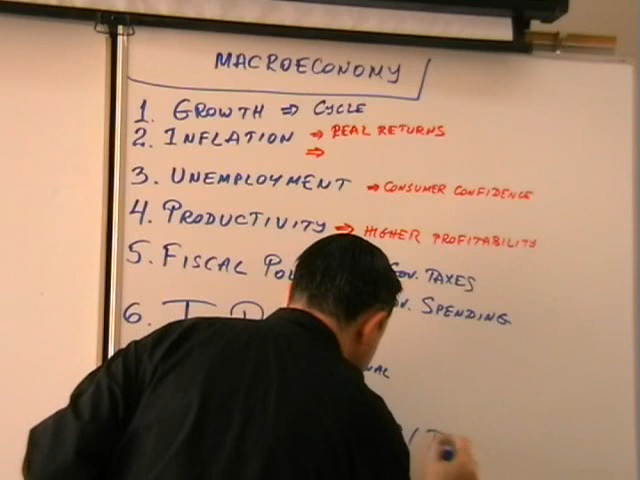 MACROECONOMY
1. GROWTH ⇒ CYCLE
2. INFLATION ⇒ REAL RETURNS
⇒
3. UNEMPLOYMENT ⇒ CONSUMER CONFIDENCE
4. PRODUCTIVITY ⇒ HIGHER PROFITABILITY
5. FISCAL GOV. TAXES
SPENDING
6.